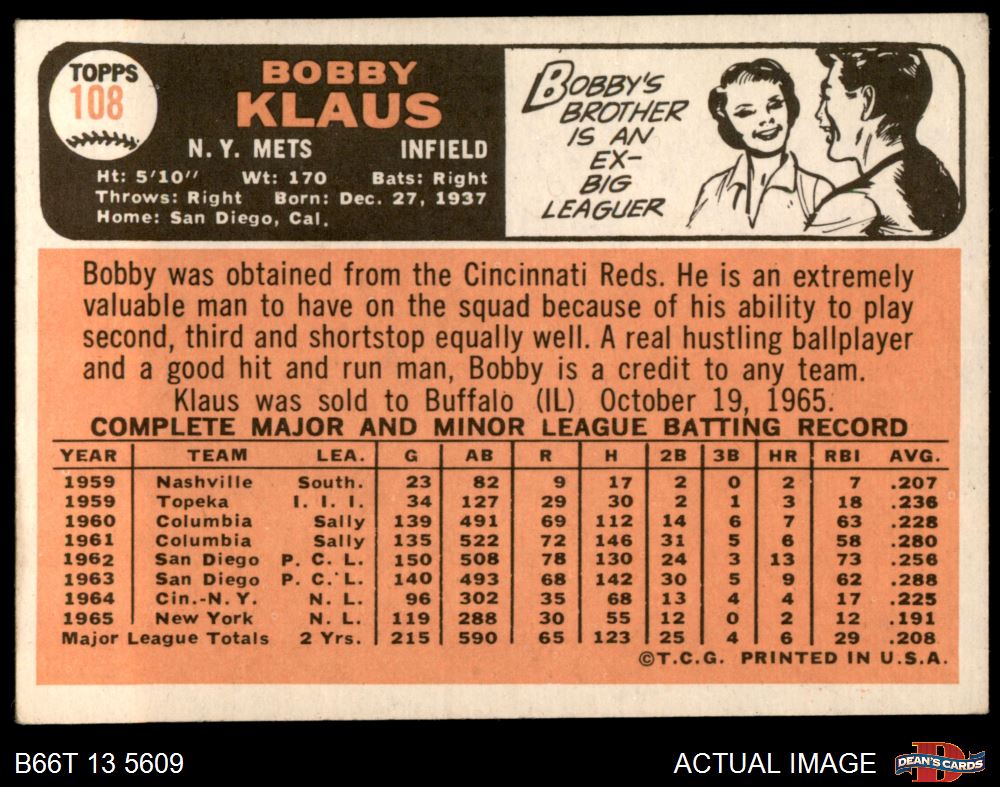 TOPPS
108
BOBBY
KLAUS
N. Y. METS INFIELD
Ht: 5'10" Wt: 170 Bats: Right
Throws: Right Born: Dec. 27, 1937
Home: San Diego, Cal.
BOBBY'S
BROTHER
IS AN
EX-
BIG
LEAGUER
Bobby was obtained from the Cincinnati Reds. He is an extremely
valuable man to have on the squad because of his ability to play
second, third and shortstop equally well. A real hustling ballplayer
and a good hit and run man, Bobby is a credit to any team.
Klaus was sold to Buffalo (IL) October 19, 1965.
COMPLETE MAJOR AND MINOR LEAGUE BATTING RECORD
YEAR TEAM LEA. G AB R H 2B 3B HR RBI AVG.
1959 Nashville South. 23 82 9 17 2 0 2 7 .207
1959 Topeka I. I. I. 34 127 29 30 2 1 3 18 .236
1960 Columbia Sally 139 491 69 112 14 6 7 63 .228
1961 Columbia Sally 135 522 72 146 31 5 6 58 .280
1962 San Diego P. C. L. 150 508 78 130 24 3 13 73 .256
1963 San Diego P. C. L. 140 493 68 142 30 5 9 62 .288
1964 Cin.-N. Y. N. L. 96 302 35 68 13 4 4 17 .225
1965 New York N. L. 119 288 30 55 12 0 2 12 .191
Major League Totals 2 Yrs. 215 590 65 123 25 4 6 29 .208
©T.C.G. PRINTED IN U.S.A.
B66T 13 5609 ACTUAL IMAGE DEAN'S CARDS